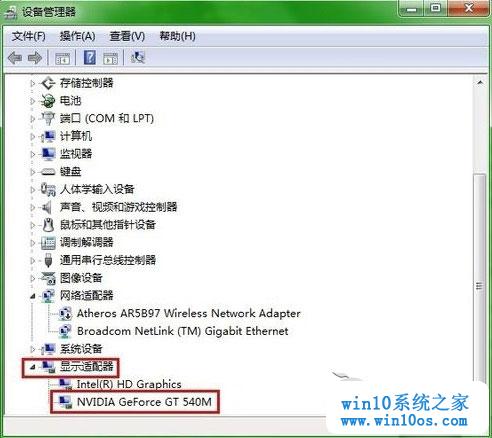 设备管理器
文件(F) 操作(A) 查看(V) 帮助(H)
存储控制器
电池
端口 (COM 和 LPT)
计算机
监视器
键盘
人体学输入设备
声音、视频和游戏控制器
鼠标和其他指针设备
调制解调器
通用串行总线控制器
图像设备
网络适配器
Atheros AR5B97 Wireless Network Adapter
Broadcom NetLink (TM) Gigabit Ethernet
系统设备
显示适配器
Intel(R) HD Graphics
NVIDIA GeForce GT 540M
win10系统之家
www.win10os.com